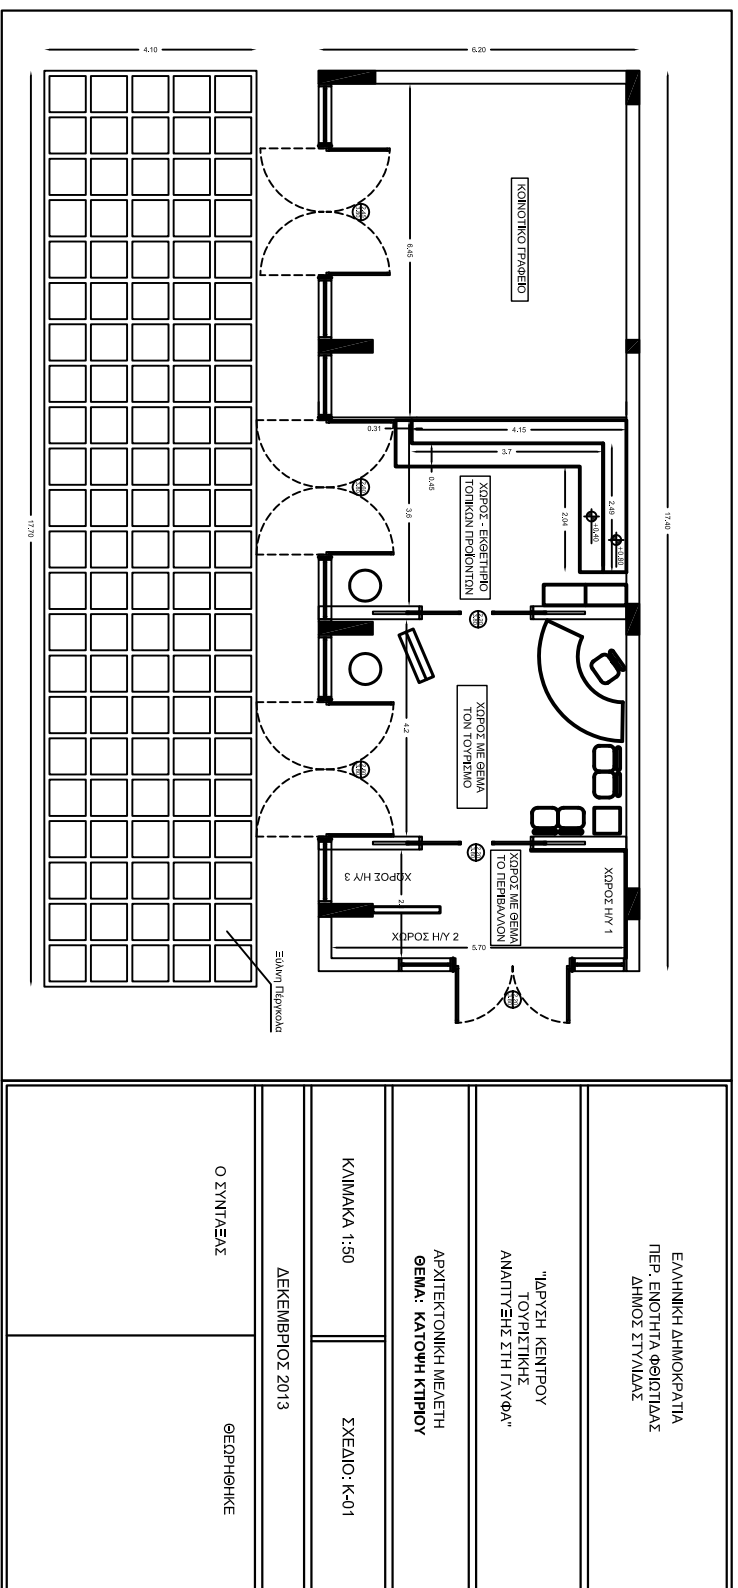 4.10
6.20
17.70
17.40
ΚΟΙΝΟΤΙΚΟ ΓΡΑΦΕΙΟ
6.45
0.31
4.15
3.7
0.45
3.6
2.49
2.04
+0,40
+0,90
ΧΩΡΟΣ - ΕΚΘΕΤΗΡΙΟ
ΤΟΠΙΚΩΝ ΠΡΟΪΟΝΤΩΝ
ΧΩΡΟΣ ΜΕ ΘΕΜΑ
ΤΟΝ ΤΟΥΡΙΣΜΟ
4.2
ΧΩΡΟΣ ΜΕ ΘΕΜΑ
ΤΟ ΠΕΡΙΒΑΛΛΟΝ
ΧΩΡΟΣ Η/Υ 1
ΧΩΡΟΣ Η/Υ 2
ΧΩΡΟΣ Η/Υ 3
5.70
Ξύλινη Πέργκολα
ΕΛΛΗΝΙΚΗ ΔΗΜΟΚΡΑΤΙΑ
ΠΕΡ. ΕΝΟΤΗΤΑ ΦΘΙΩΤΙΔΑΣ
ΔΗΜΟΣ ΣΤΥΛΙΔΑΣ
"ΙΔΡΥΣΗ ΚΕΝΤΡΟΥ
ΤΟΥΡΙΣΤΙΚΗΣ
ΑΝΑΠΤΥΞΗΣ ΣΤΗ ΓΛΥΦΑ"
ΑΡΧΙΤΕΚΤΟΝΙΚΗ ΜΕΛΕΤΗ
ΘΕΜΑ: ΚΑΤΟΨΗ ΚΤΙΡΙΟΥ
ΚΛΙΜΑΚΑ 1:50
ΣΧΕΔΙΟ: Κ-01
ΔΕΚΕΜΒΡΙΟΣ 2013
Ο ΣΥΝΤΑΞΑΣ
ΘΕΩΡΗΘΗΚΕ